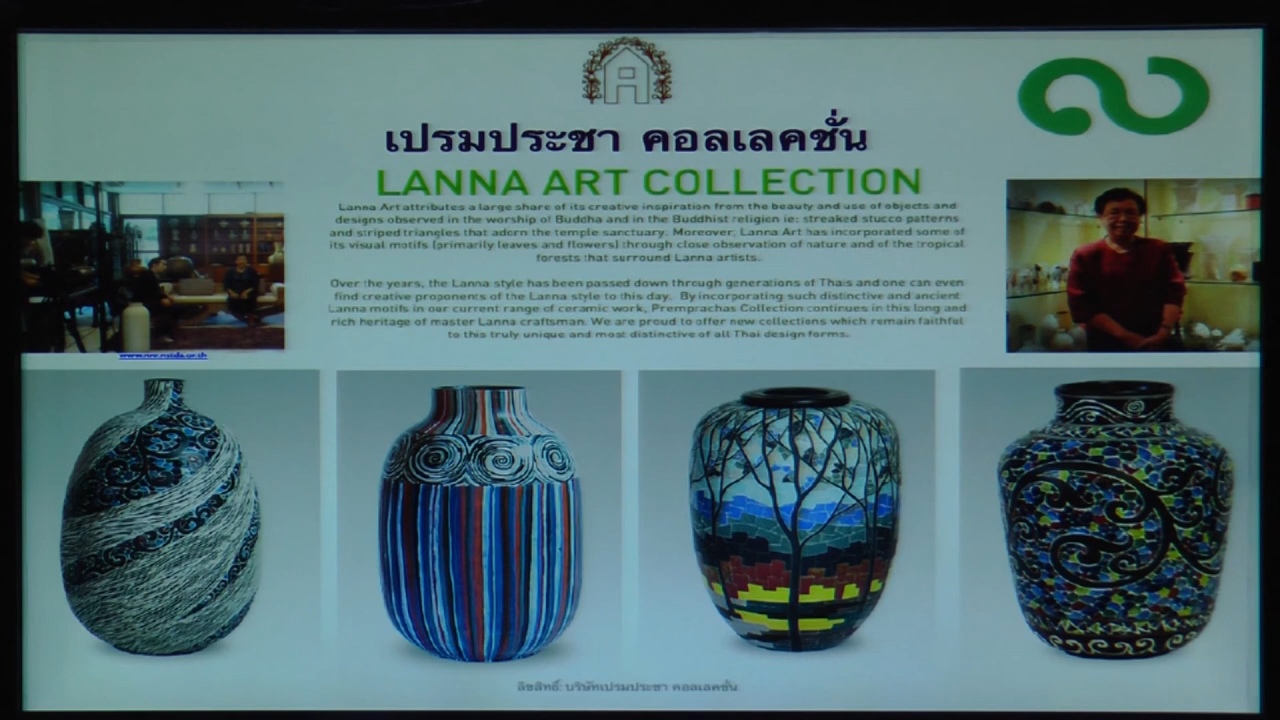 เปรมประชา คอลเลคชั่น
LANNA ART COLLECTION
Lanna Art attributes a large share of its creative inspiration from the beauty and use of objects and
designs observed in the worship of Buddha and in the Buddhist religion ie: streaked stucco patterns
and striped triangles that adorn the temple sanctuary. Moreover, Lanna Art has incorporated some of
its visual motifs (primarily leaves and flowers) through close observation of nature and of the tropical
forests that surround Lanna artists.
Over the years, the Lanna style has been passed down through generations of Thais and one can even
find creative proponents of the Lanna style to this day. By incorporating such distinctive and ancient
Lanna motifs in our current range of ceramic work, Prempracha's Collection continues in this long and
rich heritage of master Lanna craftsman. We are proud to offer new collections which remain faithful
to this truly unique and most distinctive of all Thai design forms.
ลิขสิทธิ์: บริษัทเปรมประชา คอลเลคชั่น